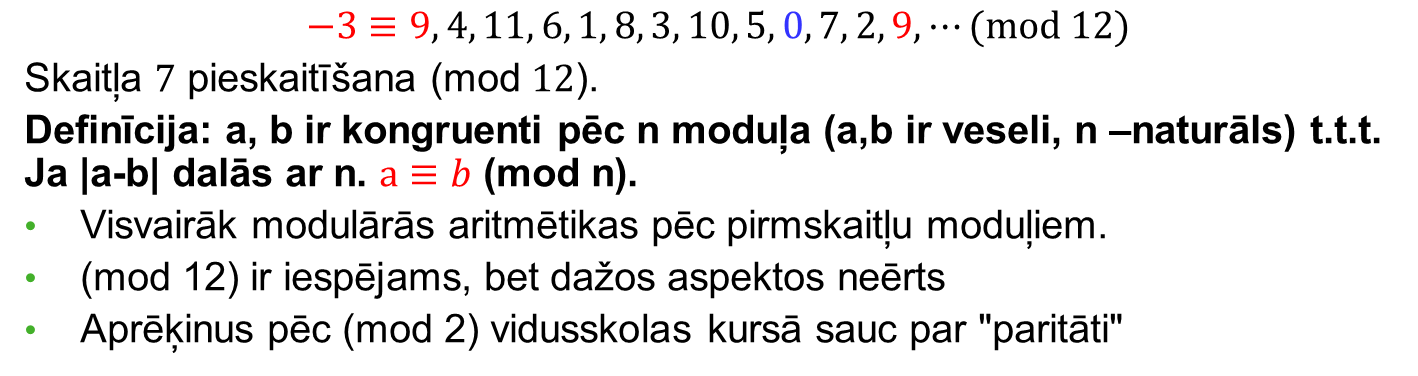 −3 ≡ 9, 4, 11, 6, 1, 8, 3, 10, 5, 0, 7, 2, 9, ⋯ (mod 12)
Skaitļa 7 pieskaitīšana (mod 12).
Definīcija: a, b ir kongruenti pēc n moduļa (a,b ir veseli, n –naturāls) t.t.t.
Ja |a-b| dalās ar n. a ≡ b (mod n).
• Visvairāk modulārās aritmētikas pēc pirmskaitļu moduļiem.
• (mod 12) ir iespējams, bet dažos aspektos neērts
• Aprēķinus pēc (mod 2) vidusskolas kursā sauc par "paritāti"